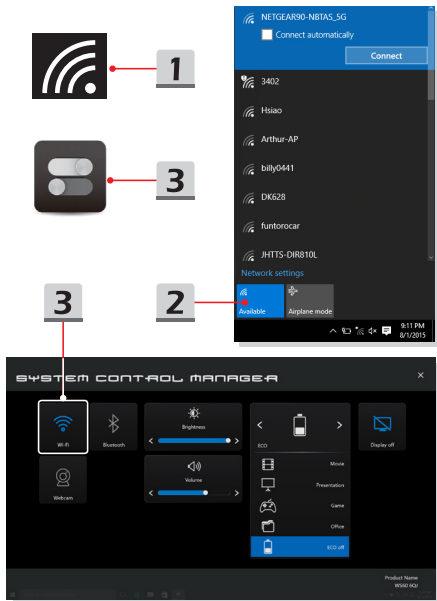 NETGEAR90-NBTAS_5G
Connect automatically
Connect
1
3402
Hsiao
Arthur-AP
3
billy0441
DK628
funtorocar
JHTTS-DIR810L
Network settings
3
2
Available
Airplane mode
9:11 PM
8/1/2015
SYSTEM CONTROL MANAGER
×
Wi-Fi
Bluetooth
Brightness
ECO
Display off
Webcam
Volume
Movie
Presentation
Game
Office
ECO off
Product Name
WS60 6QJ